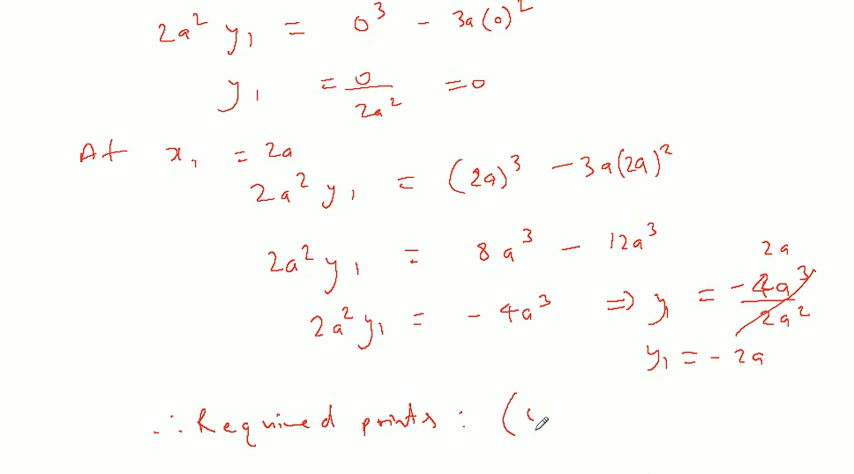 2a² y₁ = 0³ - 3a(0)²
y₁ = 0/2a² = 0
At x₁ = 2a
2a² y₁ = (2a)³ - 3a(2a)²
2a² y₁ = 8a³ - 12a³
2a
2a² y₁ = - 4a³ ⇒ y₁ = -4a³/2a²
y₁ = - 2a
∴ Required points : (